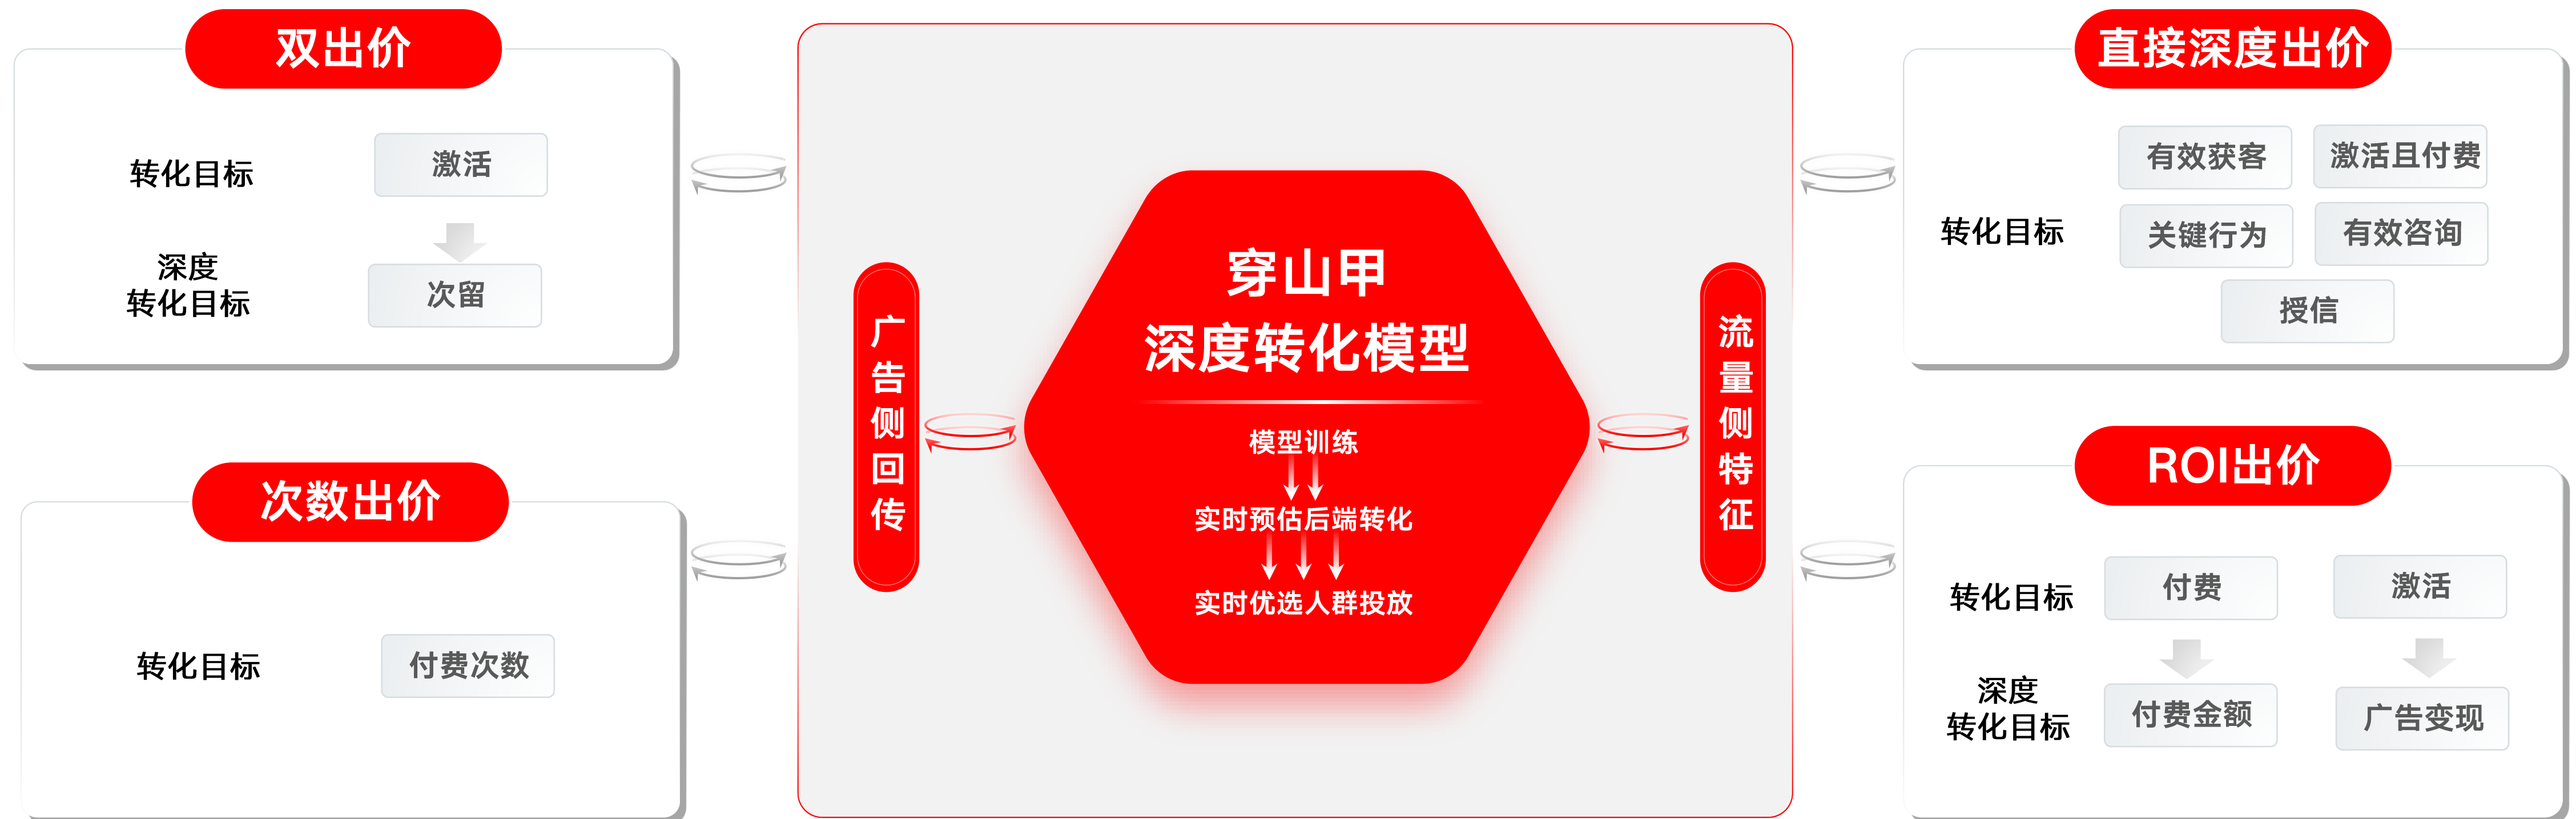 双出价
转化目标
激活
深度
转化目标
次留
次数出价
转化目标
付费次数
广告侧回传
穿山甲
深度转化模型
模型训练
实时预估后端转化
实时优选人群投放
流量侧特征
直接深度出价
有效获客
激活且付费
转化目标
关键行为
有效咨询
授信
ROI出价
转化目标
付费
激活
深度
转化目标
付费金额
广告变现